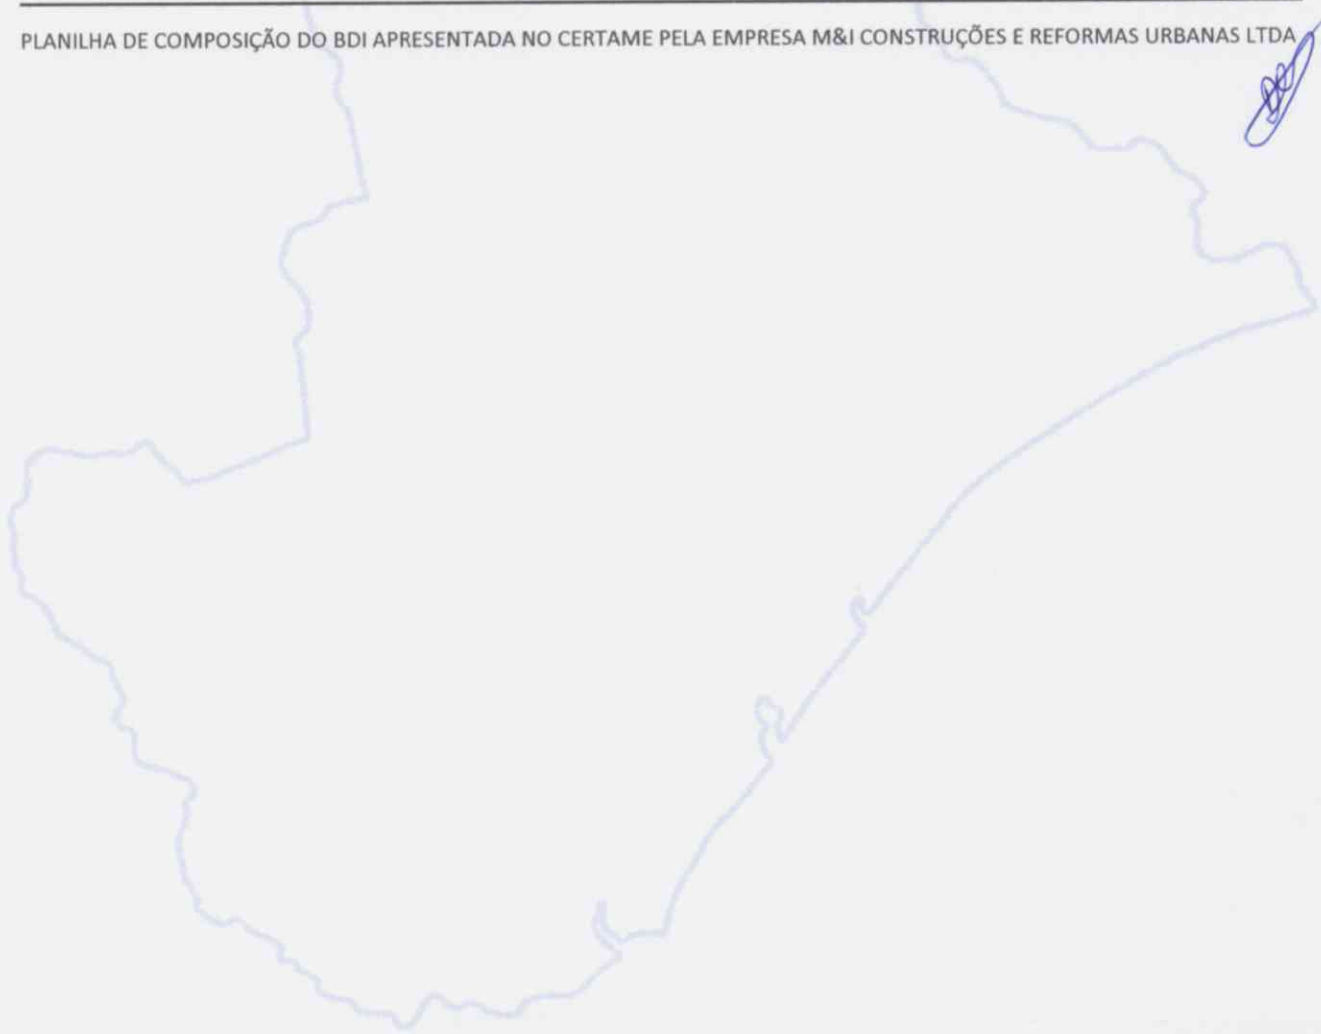 PLANILHA DE COMPOSIÇÃO DO BDI APRESENTADA NO CERTAME PELA EMPRESA M&I CONSTRUÇÕES E REFORMAS URBANAS LTDA